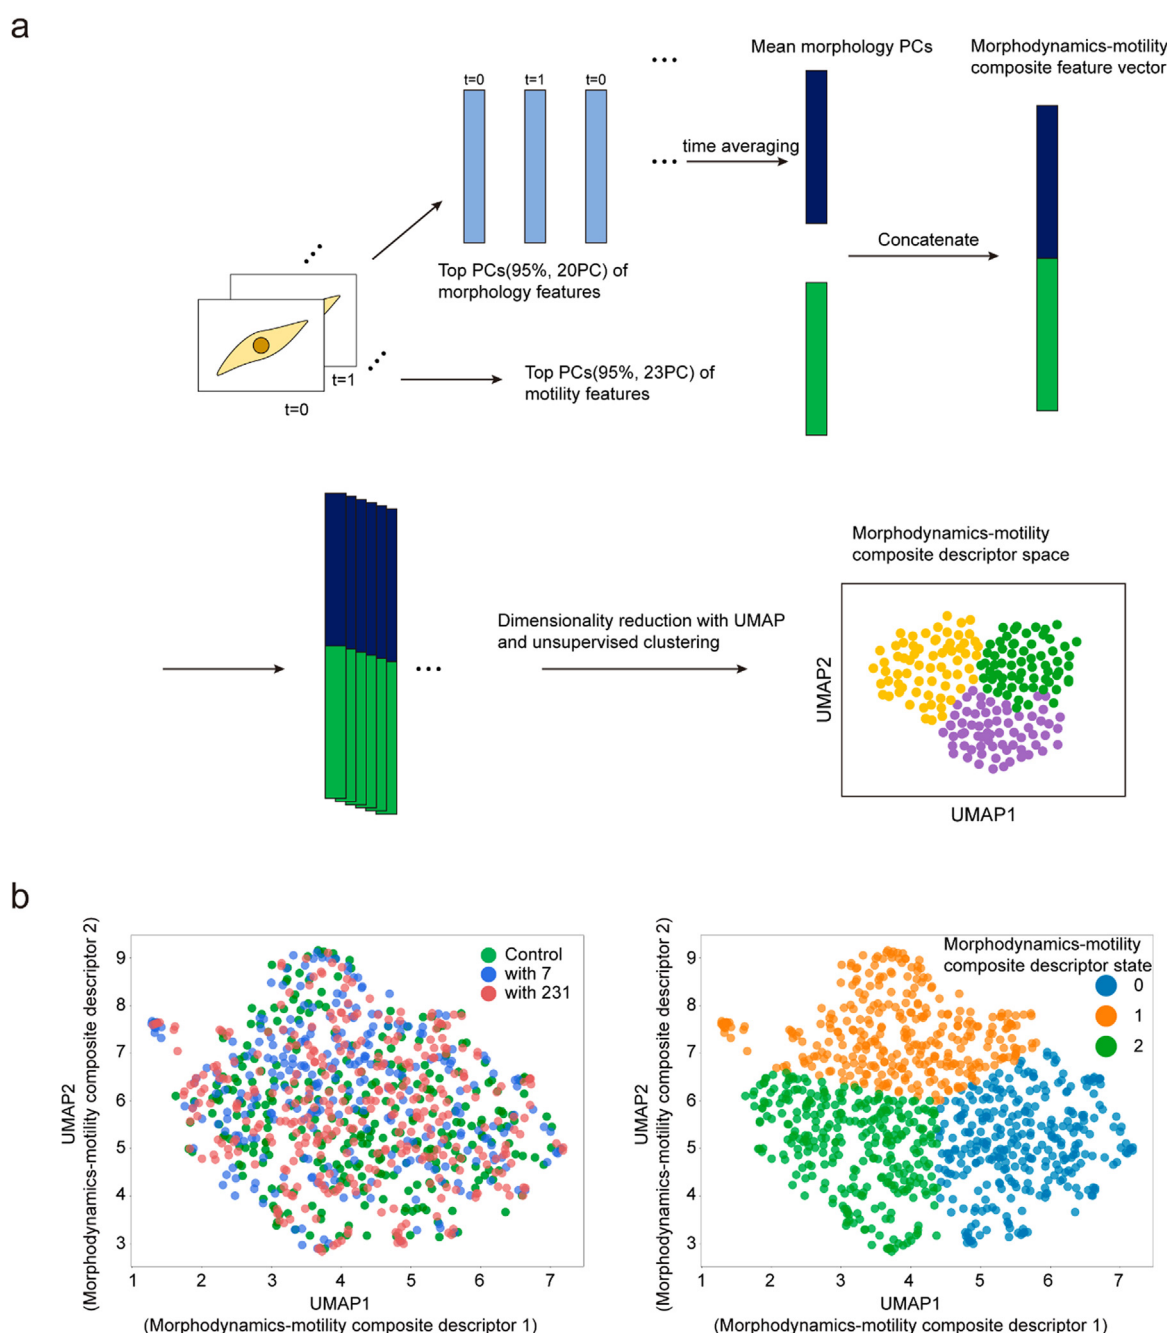 a
Mean morphology PCs
Morphodynamics-motility
composite feature vector
t=0
t=1
t=0
...
...
time averaging
Concatenate
Top PCs(95%, 20PC) of
morphology features
...
t=1
...
t=0
Top PCs(95%, 23PC) of
motility features
...
Dimensionality reduction with UMAP
and unsupervised clustering
Morphodynamics-motility
composite descriptor space
UMAP2
UMAP1
b
UMAP2
(Morphodynamics-motility composite descriptor 2)
9
8
7
6
5
4
3
1
2
3
4
5
6
7
Control
with 7
with 231
UMAP1
(Morphodynamics-motility composite descriptor 1)
UMAP2
(Morphodynamics-motility composite descriptor 2)
9
8
7
6
5
4
3
1
2
3
4
5
6
7
Morphodynamics-motility
composite descriptor state
0
1
2
UMAP1
(Morphodynamics-motility composite descriptor 1)